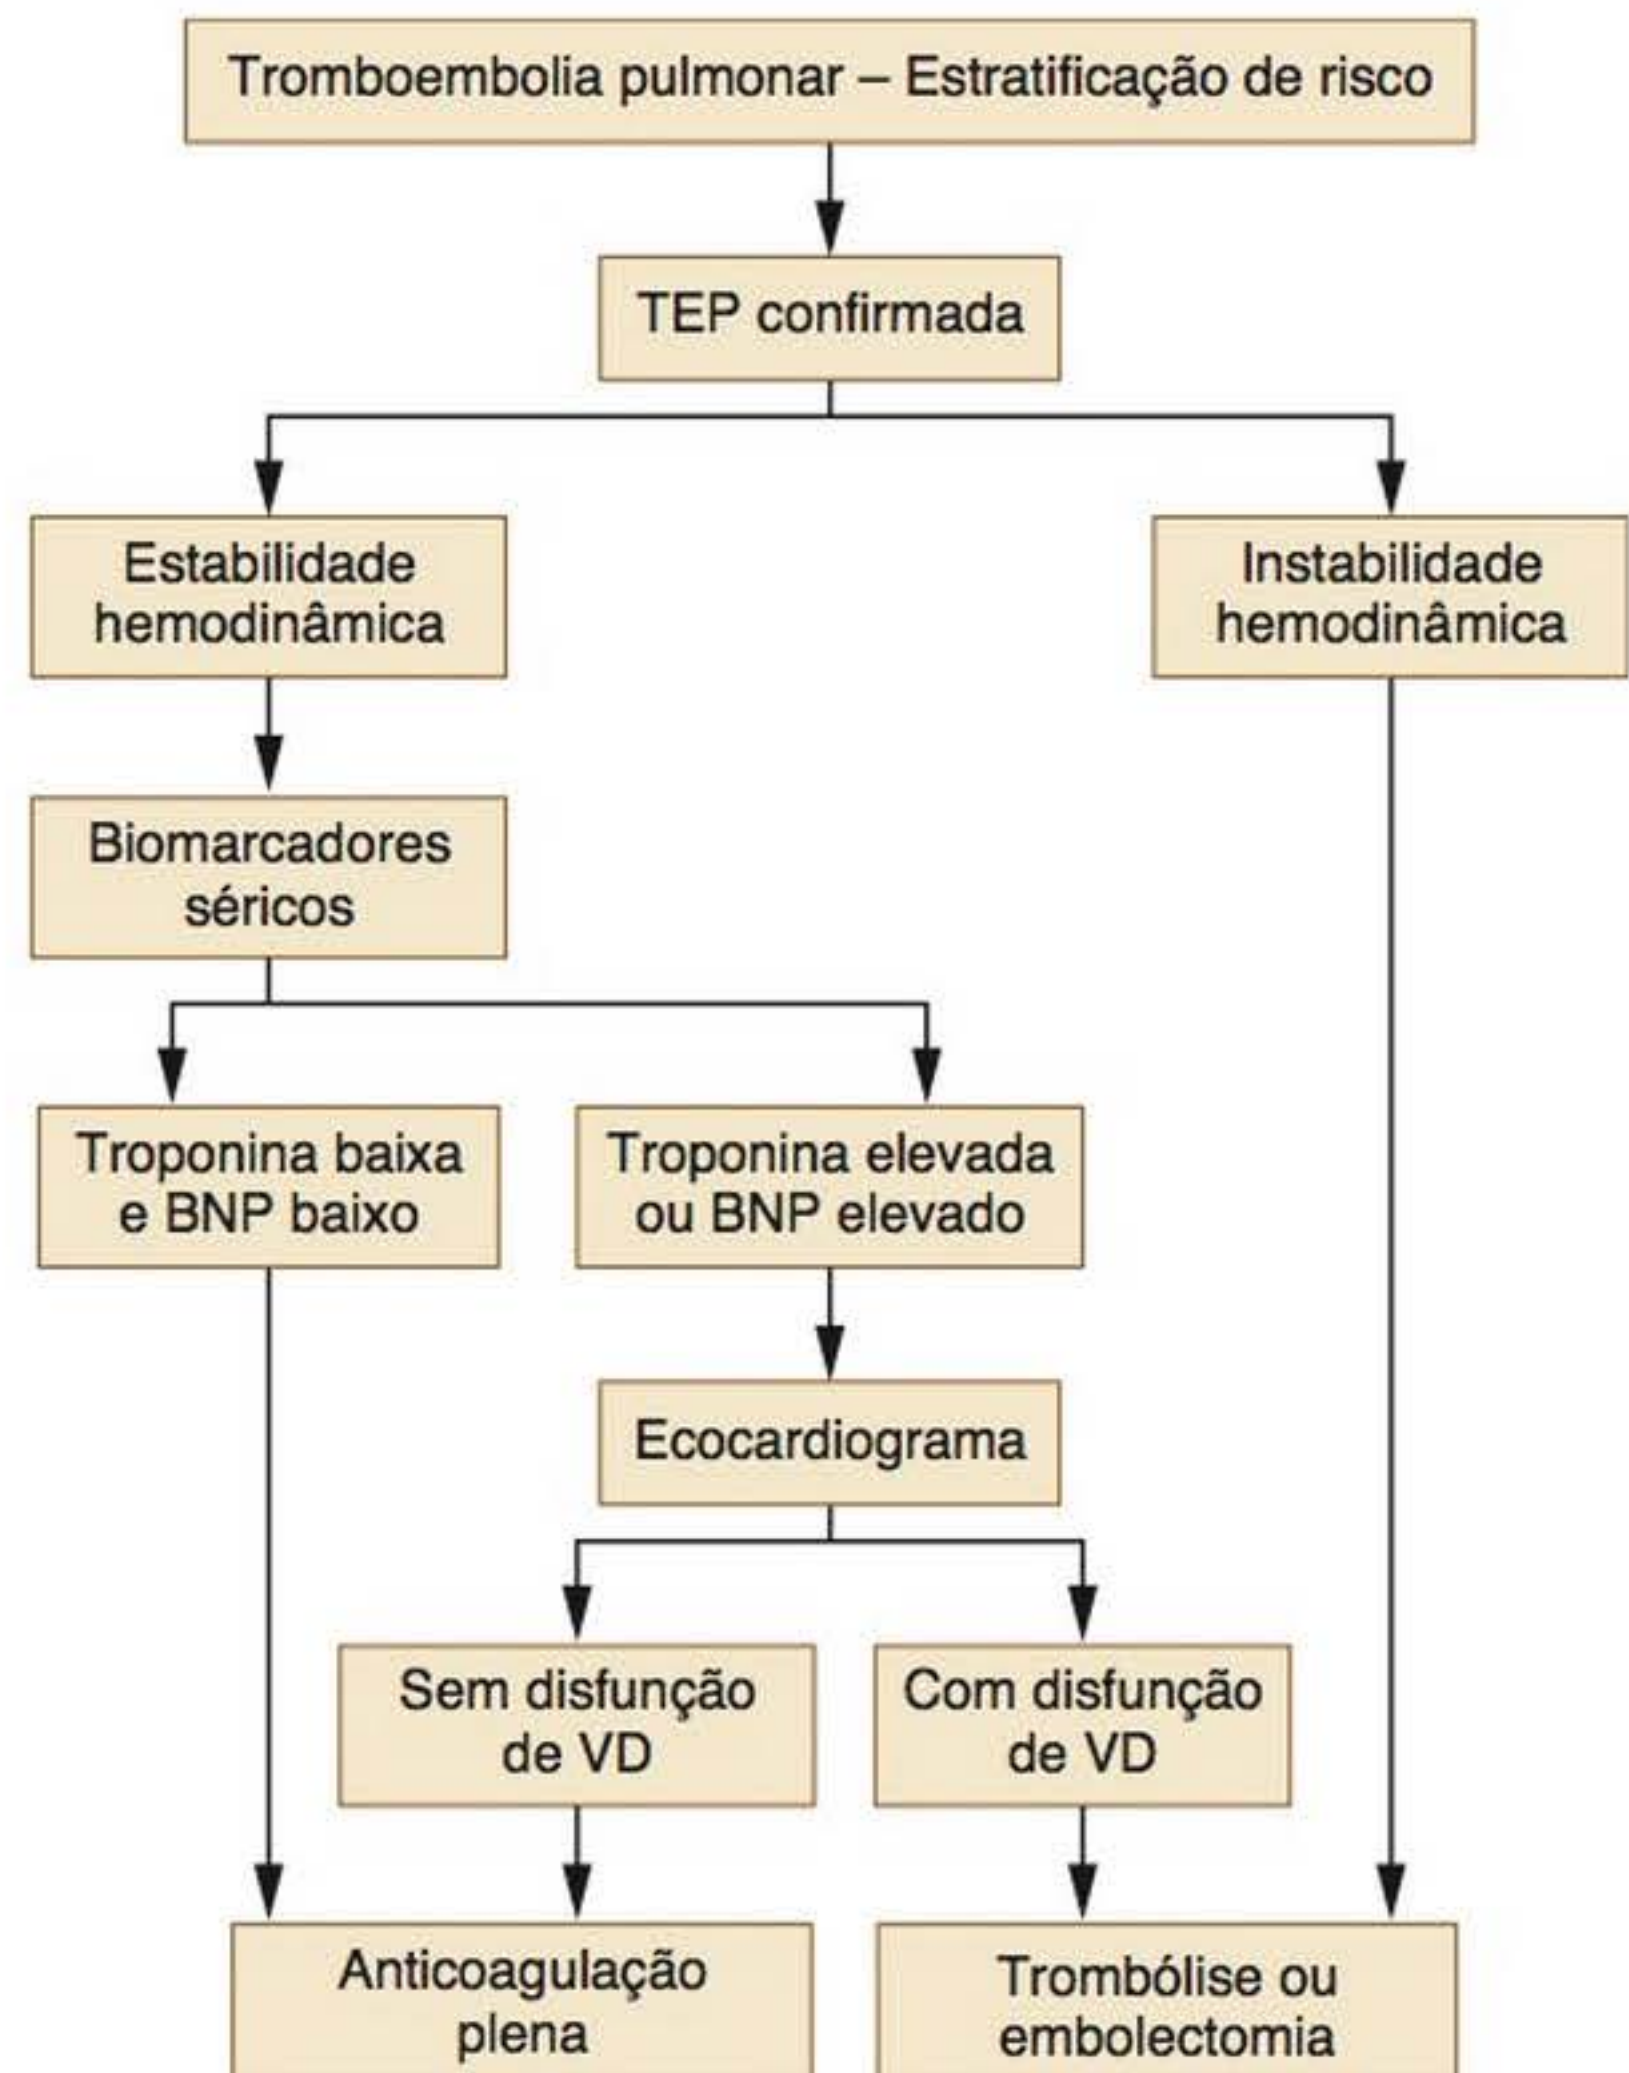 Tromboembolia pulmonar – Estratificação de risco
TEP confirmada
Estabilidade
hemodinâmica
Instabilidade
hemodinâmica
Biomarcadores
séricos
Troponina baixa
e BNP baixo
Troponina elevada
ou BNP elevado
Ecocardiograma
Sem disfunção
de VD
Com disfunção
de VD
Anticoagulação
plena
Trombólise ou
embolectomia